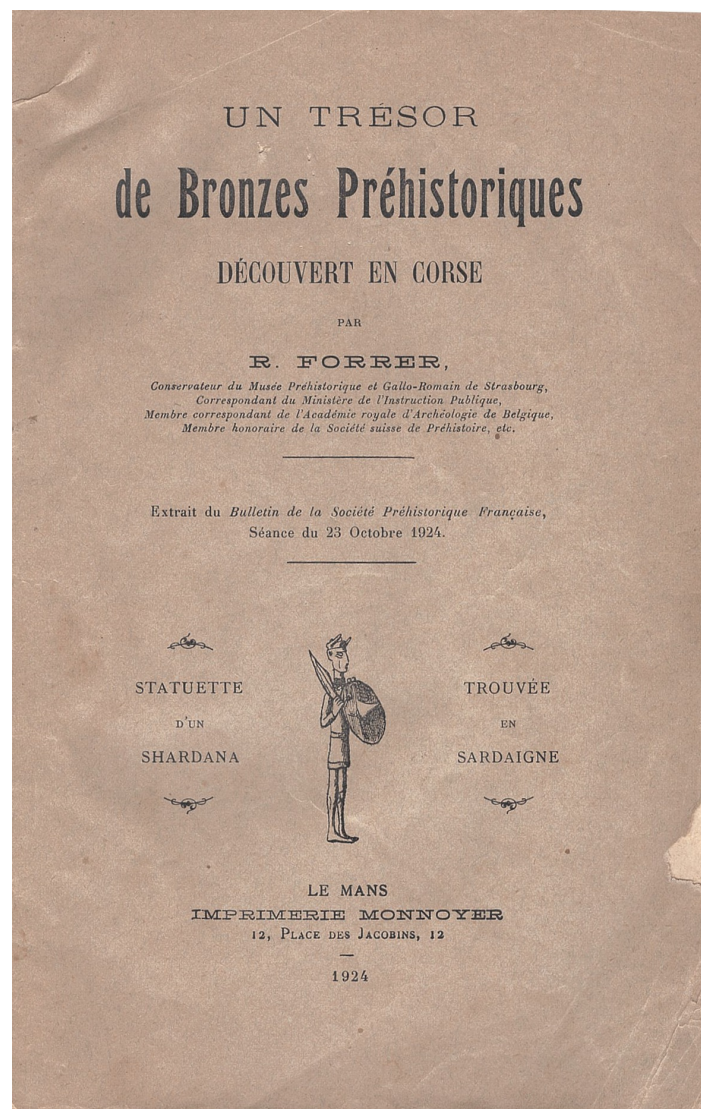 UN TRÉSOR
de Bronzes Préhistoriques
DÉCOUVERT EN CORSE
PAR
R. FORRER,
Conservateur du Musée Préhistorique et Gallo-Romain de Strasbourg,
Correspondant du Ministère de l'Instruction Publique,
Membre correspondant de l'Académie royale d'Archéologie de Belgique,
Membre honoraire de la Société suisse de Préhistoire, etc.
Extrait du Bulletin de la Société Préhistorique Française,
Séance du 23 Octobre 1924.
STATUETTE
D'UN
SHARDANA
TROUVÉE
EN
SARDAIGNE
LE MANS
IMPRIMERIE MONNOYER
12, PLACE DES JACOBINS, 12
1924